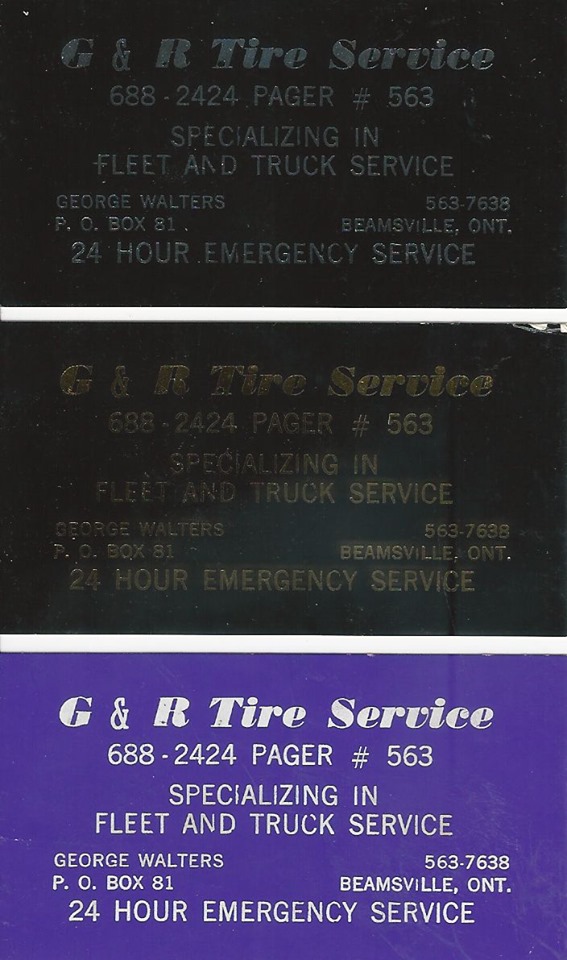 G & R Tire Service
688-2424 PAGER # 563
SPECIALIZING IN
FLEET AND TRUCK SERVICE
GEORGE WALTERS 563-7638
P. O. BOX 81 BEAMSVILLE, ONT.
24 HOUR EMERGENCY SERVICE
G & R Tire Service
688-2424 PAGER # 563
SPECIALIZING IN
FLEET AND TRUCK SERVICE
GEORGE WALTERS 563-7638
P. O. BOX 81 BEAMSVILLE, ONT.
24 HOUR EMERGENCY SERVICE
G & R Tire Service
688-2424 PAGER # 563
SPECIALIZING IN
FLEET AND TRUCK SERVICE
GEORGE WALTERS 563-7638
P. O. BOX 81 BEAMSVILLE, ONT.
24 HOUR EMERGENCY SERVICE